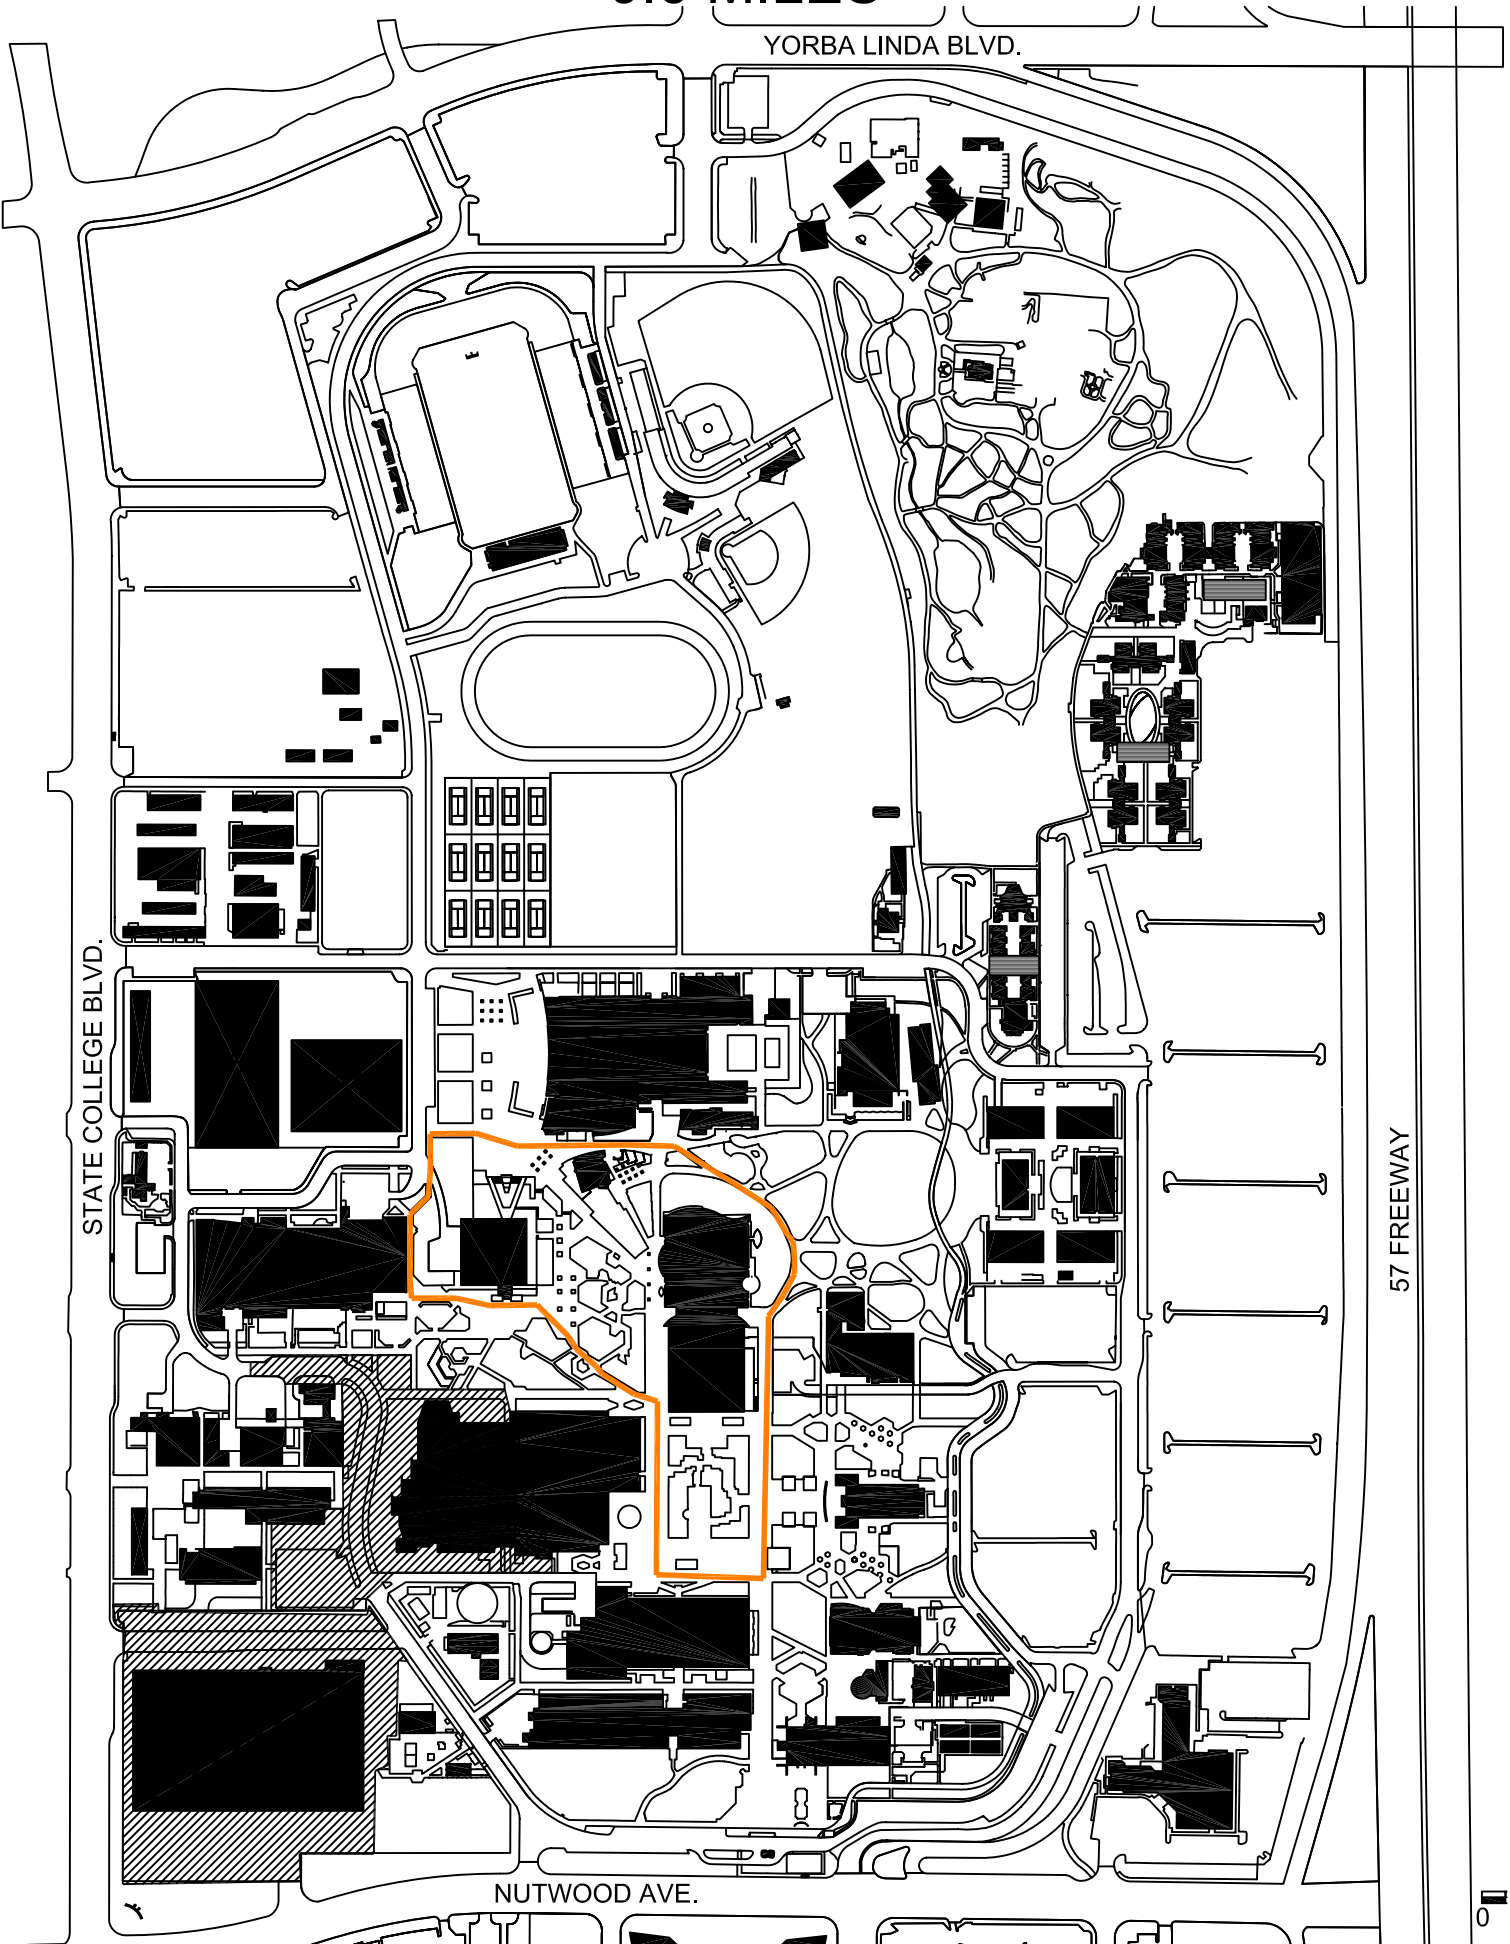 YORBA LINDA BLVD.
STATE COLLEGE BLVD.
57 FREEWAY
NUTWOOD AVE.
0